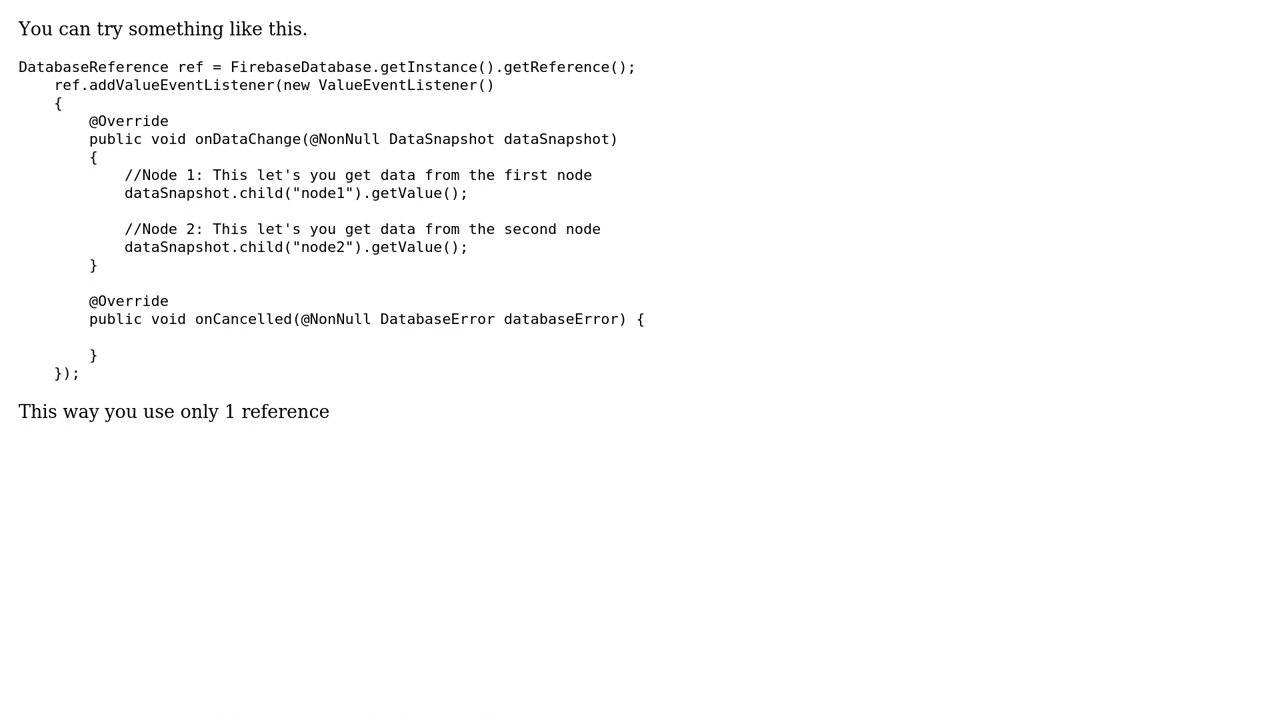 You can try something like this.
DatabaseReference ref = FirebaseDatabase.getInstance().getReference();
    ref.addValueEventListener(new ValueEventListener()
    {
        @Override
        public void onDataChange(@NonNull DataSnapshot dataSnapshot)
        {
            //Node 1: This let's you get data from the first node
            dataSnapshot.child("node1").getValue();

            //Node 2: This let's you get data from the second node
            dataSnapshot.child("node2").getValue();
        }

        @Override
        public void onCancelled(@NonNull DatabaseError databaseError) {

        }
    });
This way you use only 1 reference